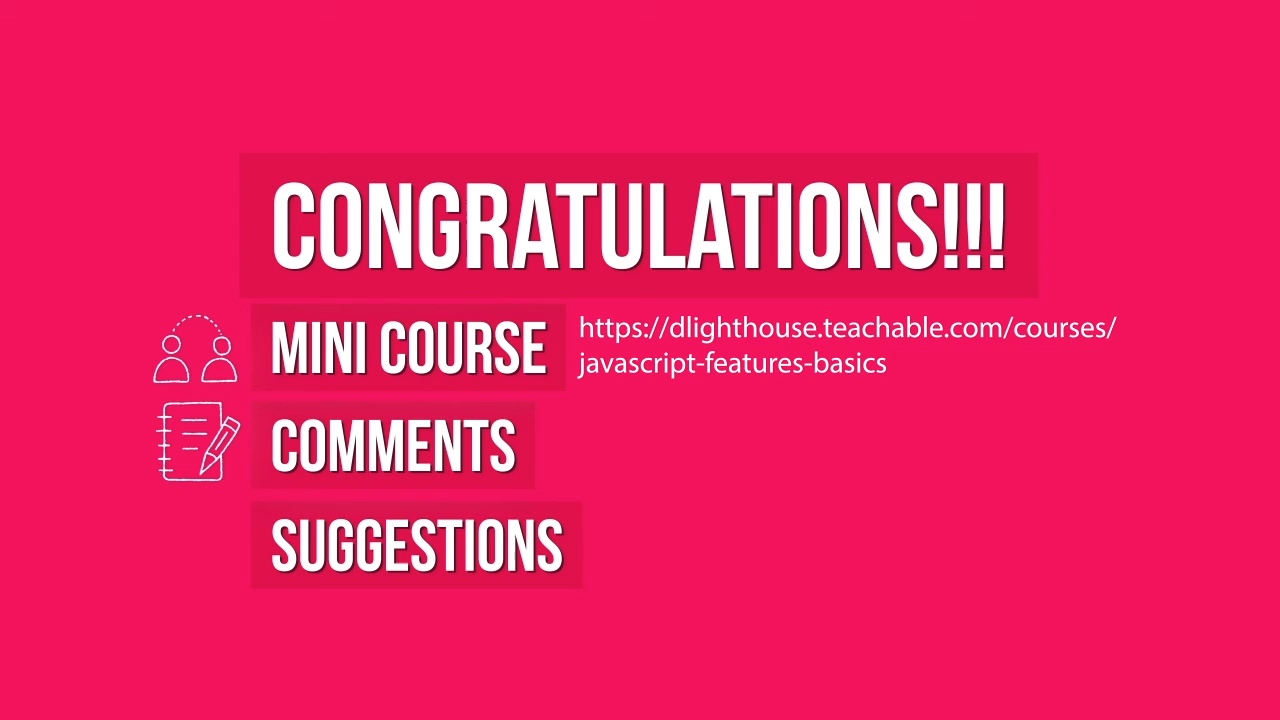 CONGRATULATIONS!!!
MINI COURSE
https://dlighthouse.teachable.com/courses/
javascript-features-basics
COMMENTS
SUGGESTIONS